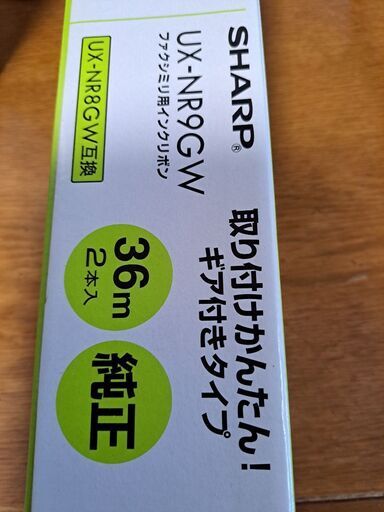 SHARP®
UX-NR9GW
ファクシミリ用インクリボン
UX-NR8GW互換
取り付けかんたん!
ギア付きタイプ
36m
2本入
純正